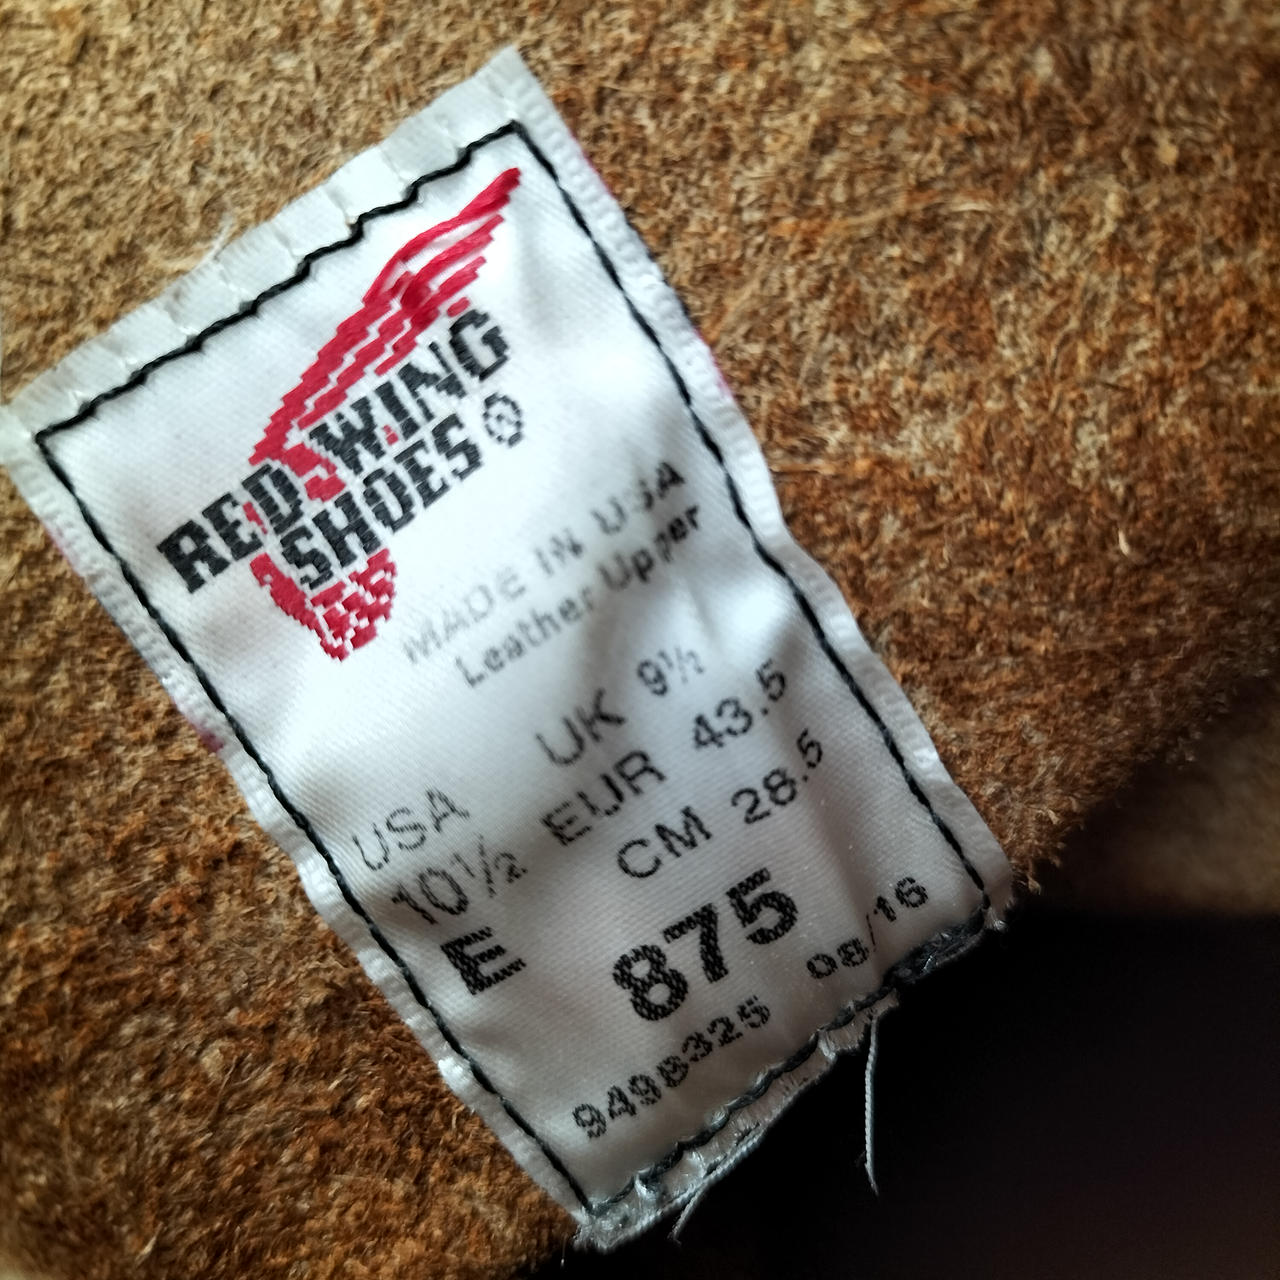 RED WING
SHOES®
MADE IN USA
Leather Upper
UK 9½
USA EUR 43.5
10½ CM 28.5
E 875 08/16
9498325